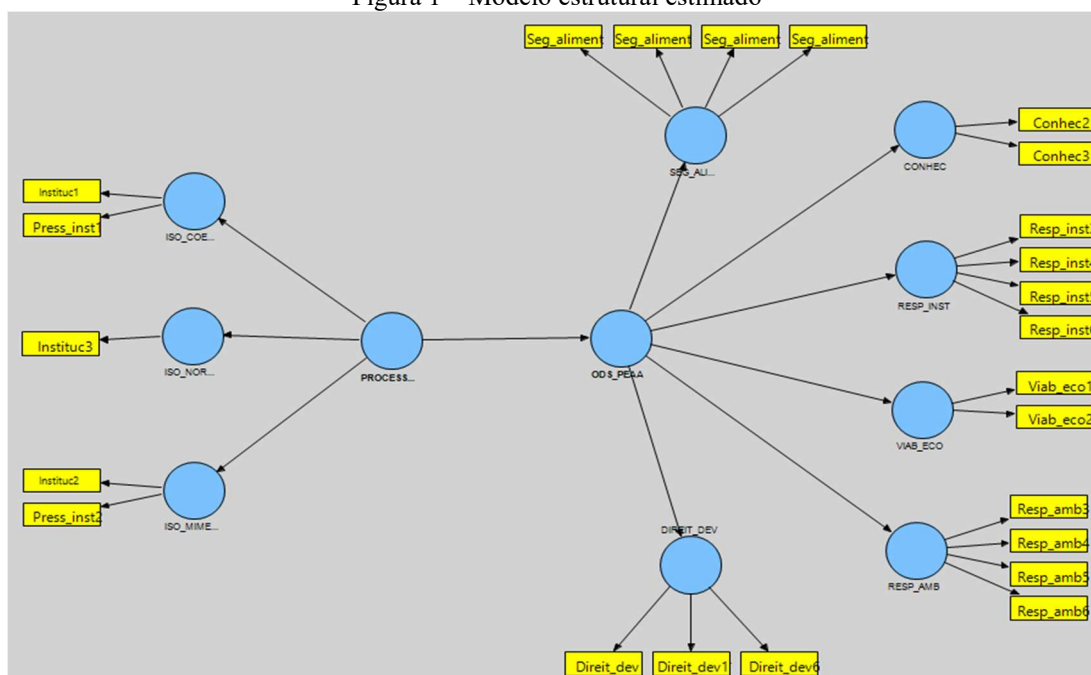 Figura 1 – Modelo estrutural estimado
Seg_aliment Seg_aliment Seg_aliment Seg_aliment
SEG_ALI...
Conhec2
Conhec3
CONHEC
Instituc1
Press_inst1
ISO_COE...
Resp_inst
Resp_inst
Resp_inst
Resp_inst
RESP_INST
Instituc3
ISO_NOR...
PROCESS...
ODS_PEAA
Viab_eco1
Viab_eco2
VIAB_ECO
Instituc2
Press_inst2
ISO_MIME...
DIREIT_DEV
Resp_amb3
Resp_amb4
Resp_amb5
Resp_amb6
RESP_AMB
Direit_dev Direit_dev1 Direit_dev6